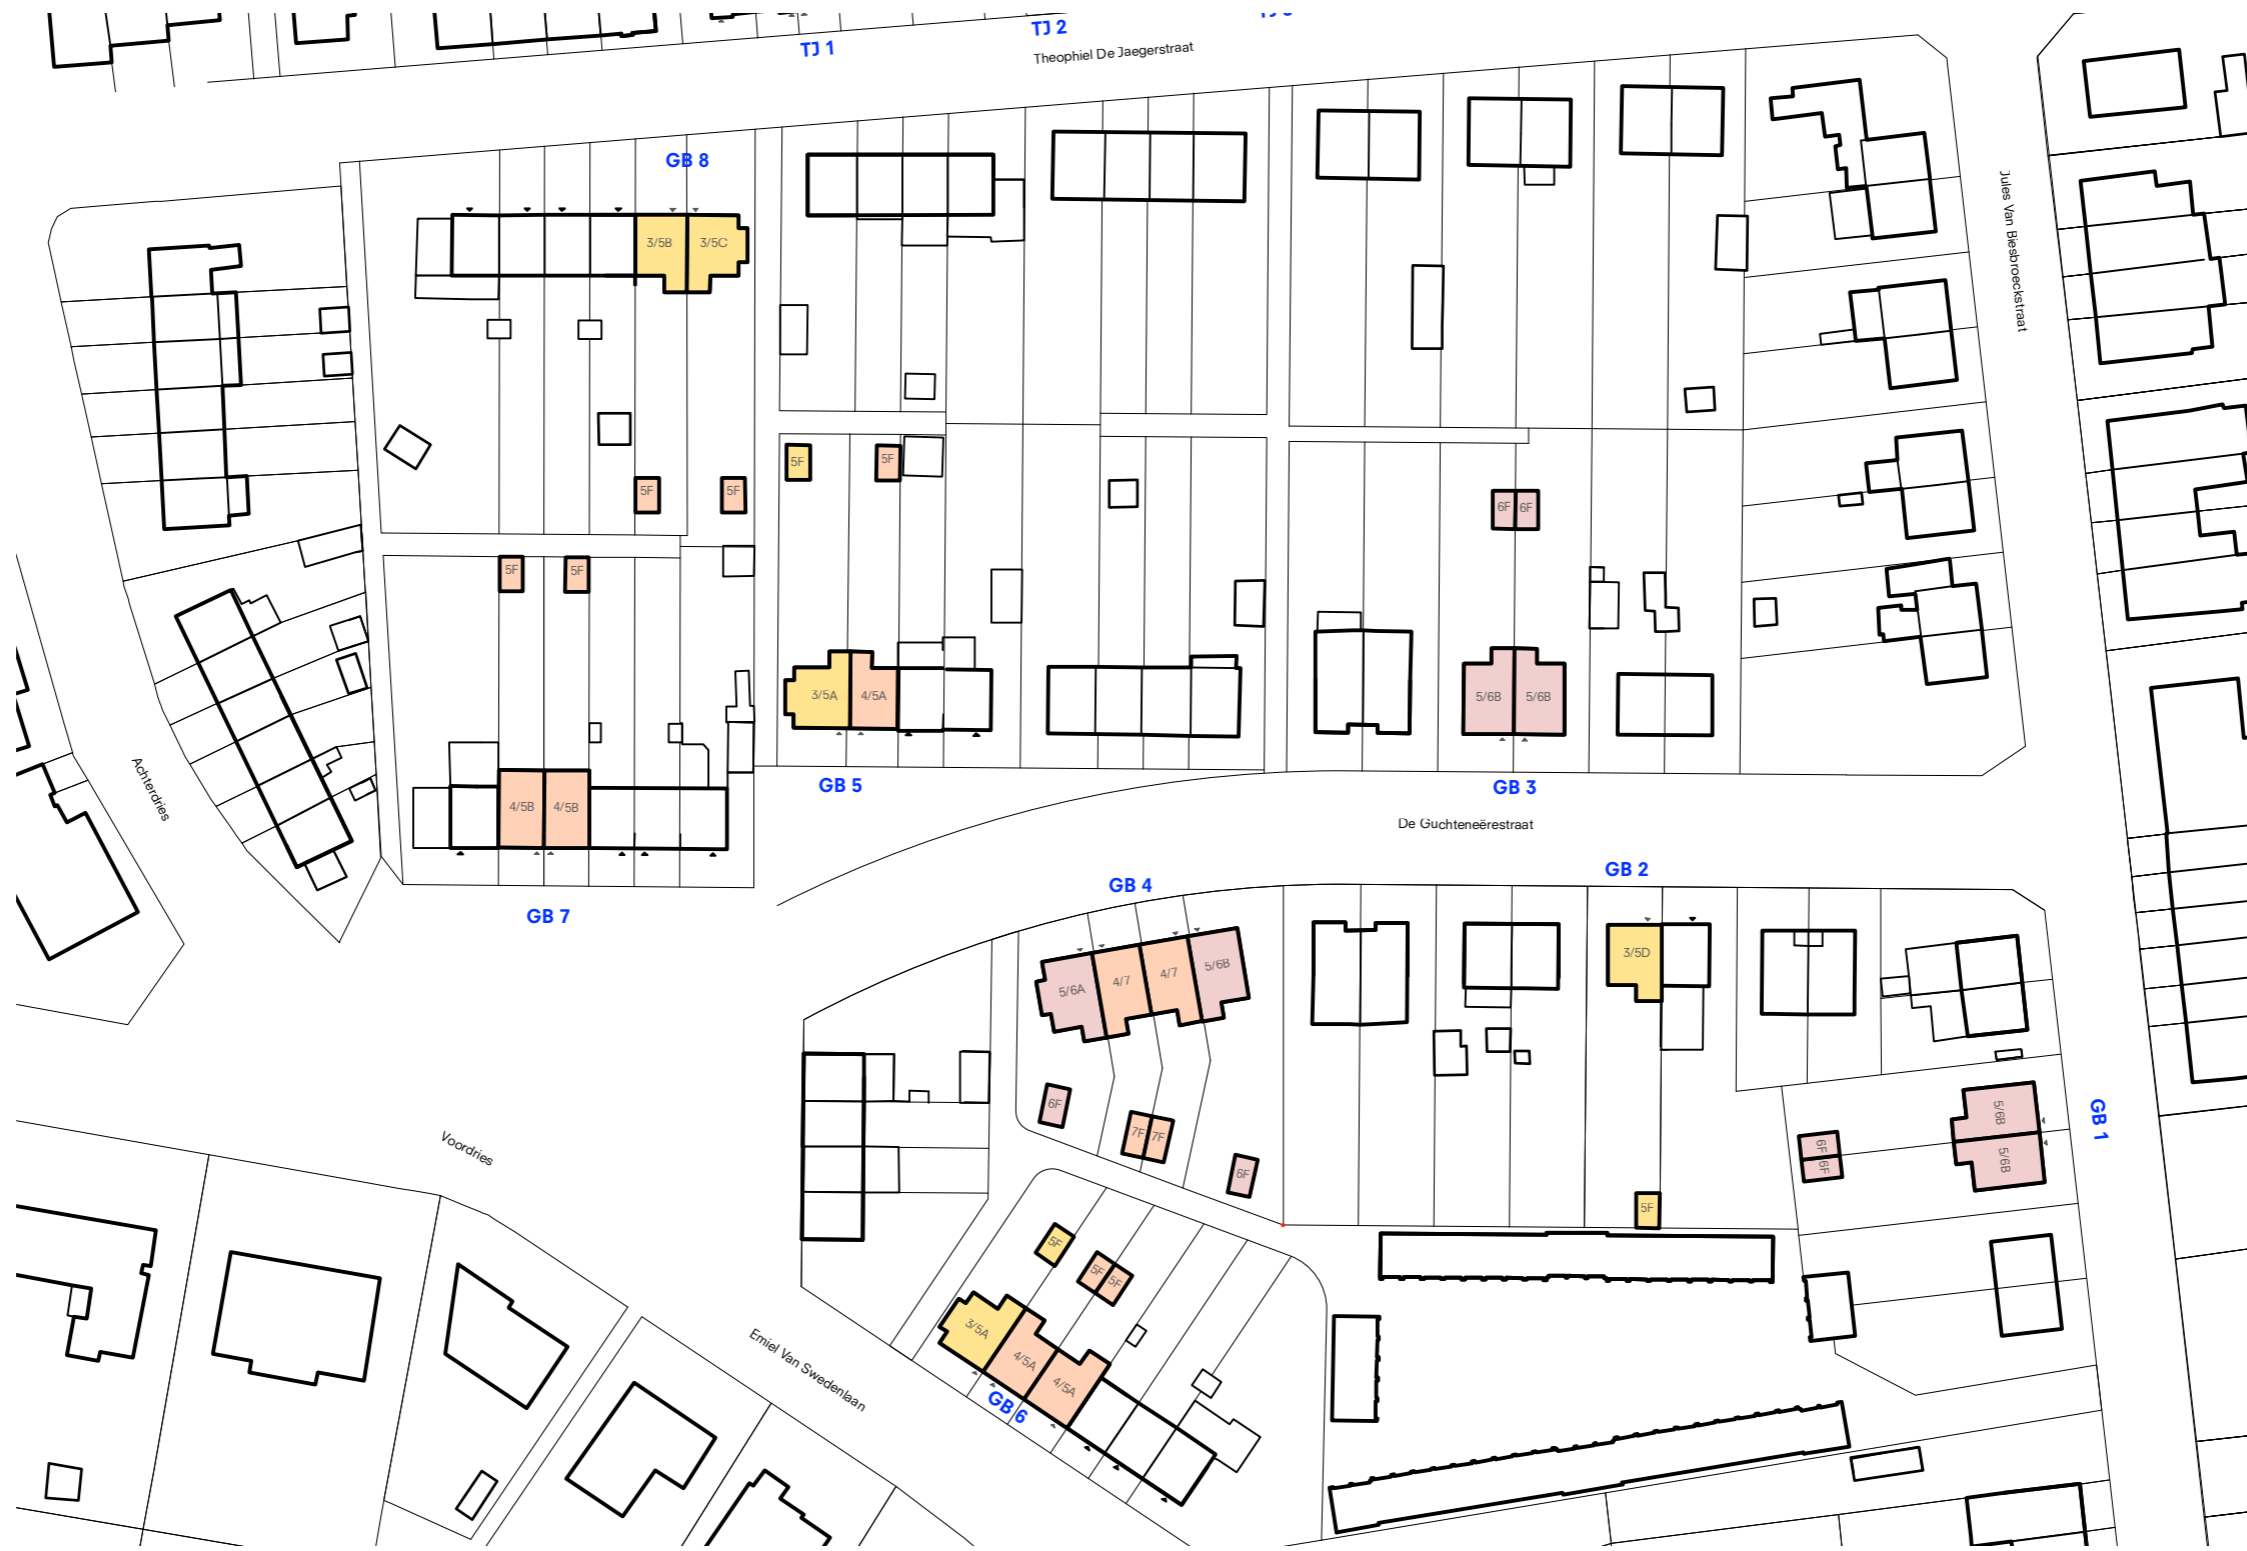 TJ 1
TJ 2
Theophiel De Jaegerstraat
GB 8
3/5B
3/5C
Jules Van Biesbroeckstraat
5F
5F
5F
5F
6F
6F
5F
5F
3/5A
4/5A
5/6B
5/6B
Achterdries
GB 5
GB 3
4/5B
4/5B
De Guchteneërestraat
GB 7
GB 4
GB 2
5/6A
4/7
4/7
5/6B
3/5D
6F
7F
7F
6F
5/6B
5/6B
6F
6F
GB 1
Voordries
5F
5F
5F
5F
3/5A
4/5A
4/5A
GB 6
Emiel Van Swedenlaan